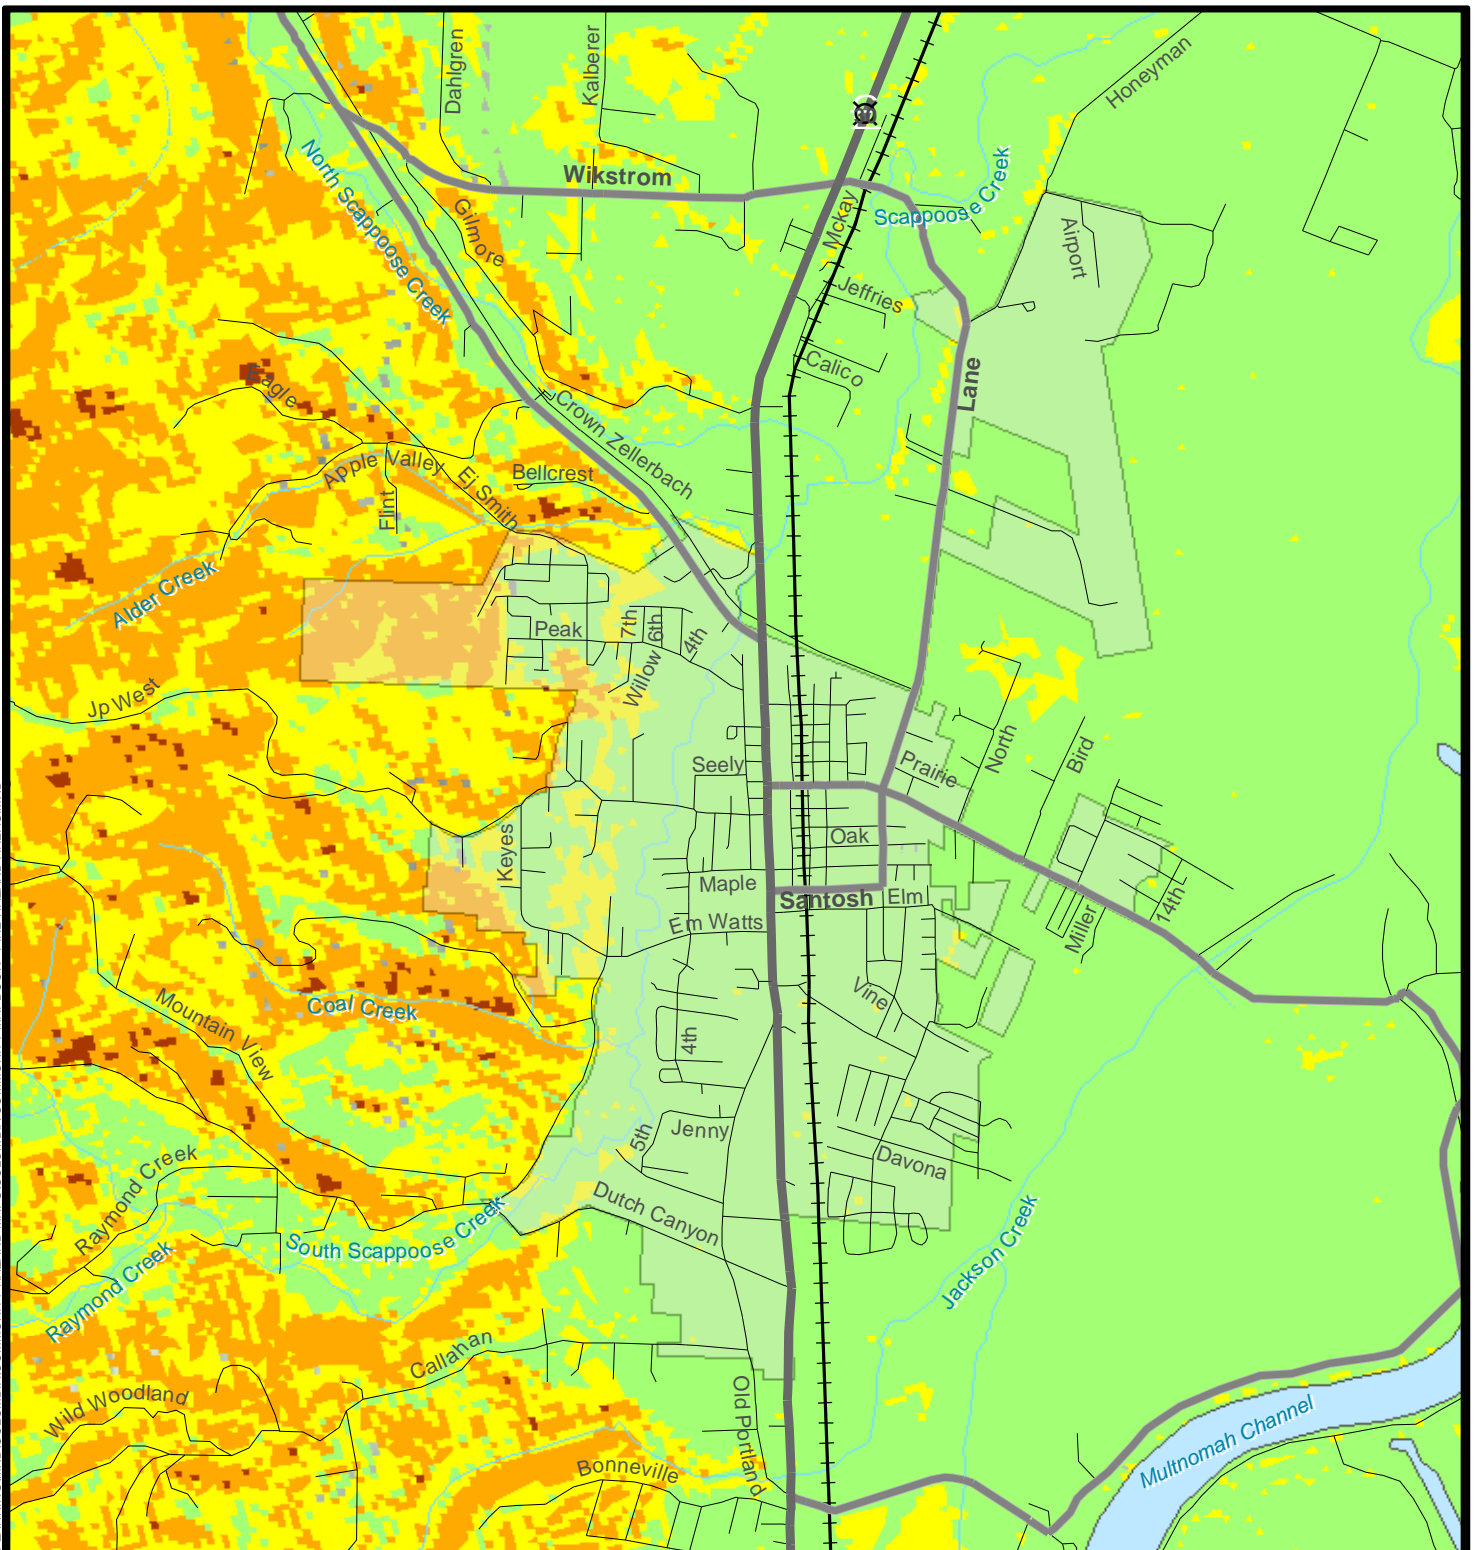 Dahlgren
Kalberer
Honeyman
North Scappoose Creek
Wikstrom
Scappoose Creek
Mckay
Gilmore
Airport
Jeffries
Eagle
Calico
Lane
Crown Zellerbach
Apple Valley
Ej Smith
Bellcrest
Flint
Alder Creek
Peak
7th
6th
4th
Willow
Jp West
North
Bird
Seely
Prairie
Oak
Keyes
Maple
Santosh
Elm
Em Watts
Miller
14th
Mountain View
Coal Creek
Vine
4th
5th
Jenny
Davona
Raymond Creek
Dutch Canyon
South Scappoose Creek
Raymond Creek
Jackson Creek
Callahan
Wild Woodland
Old Portland
Multnomah Channel
Bonneville